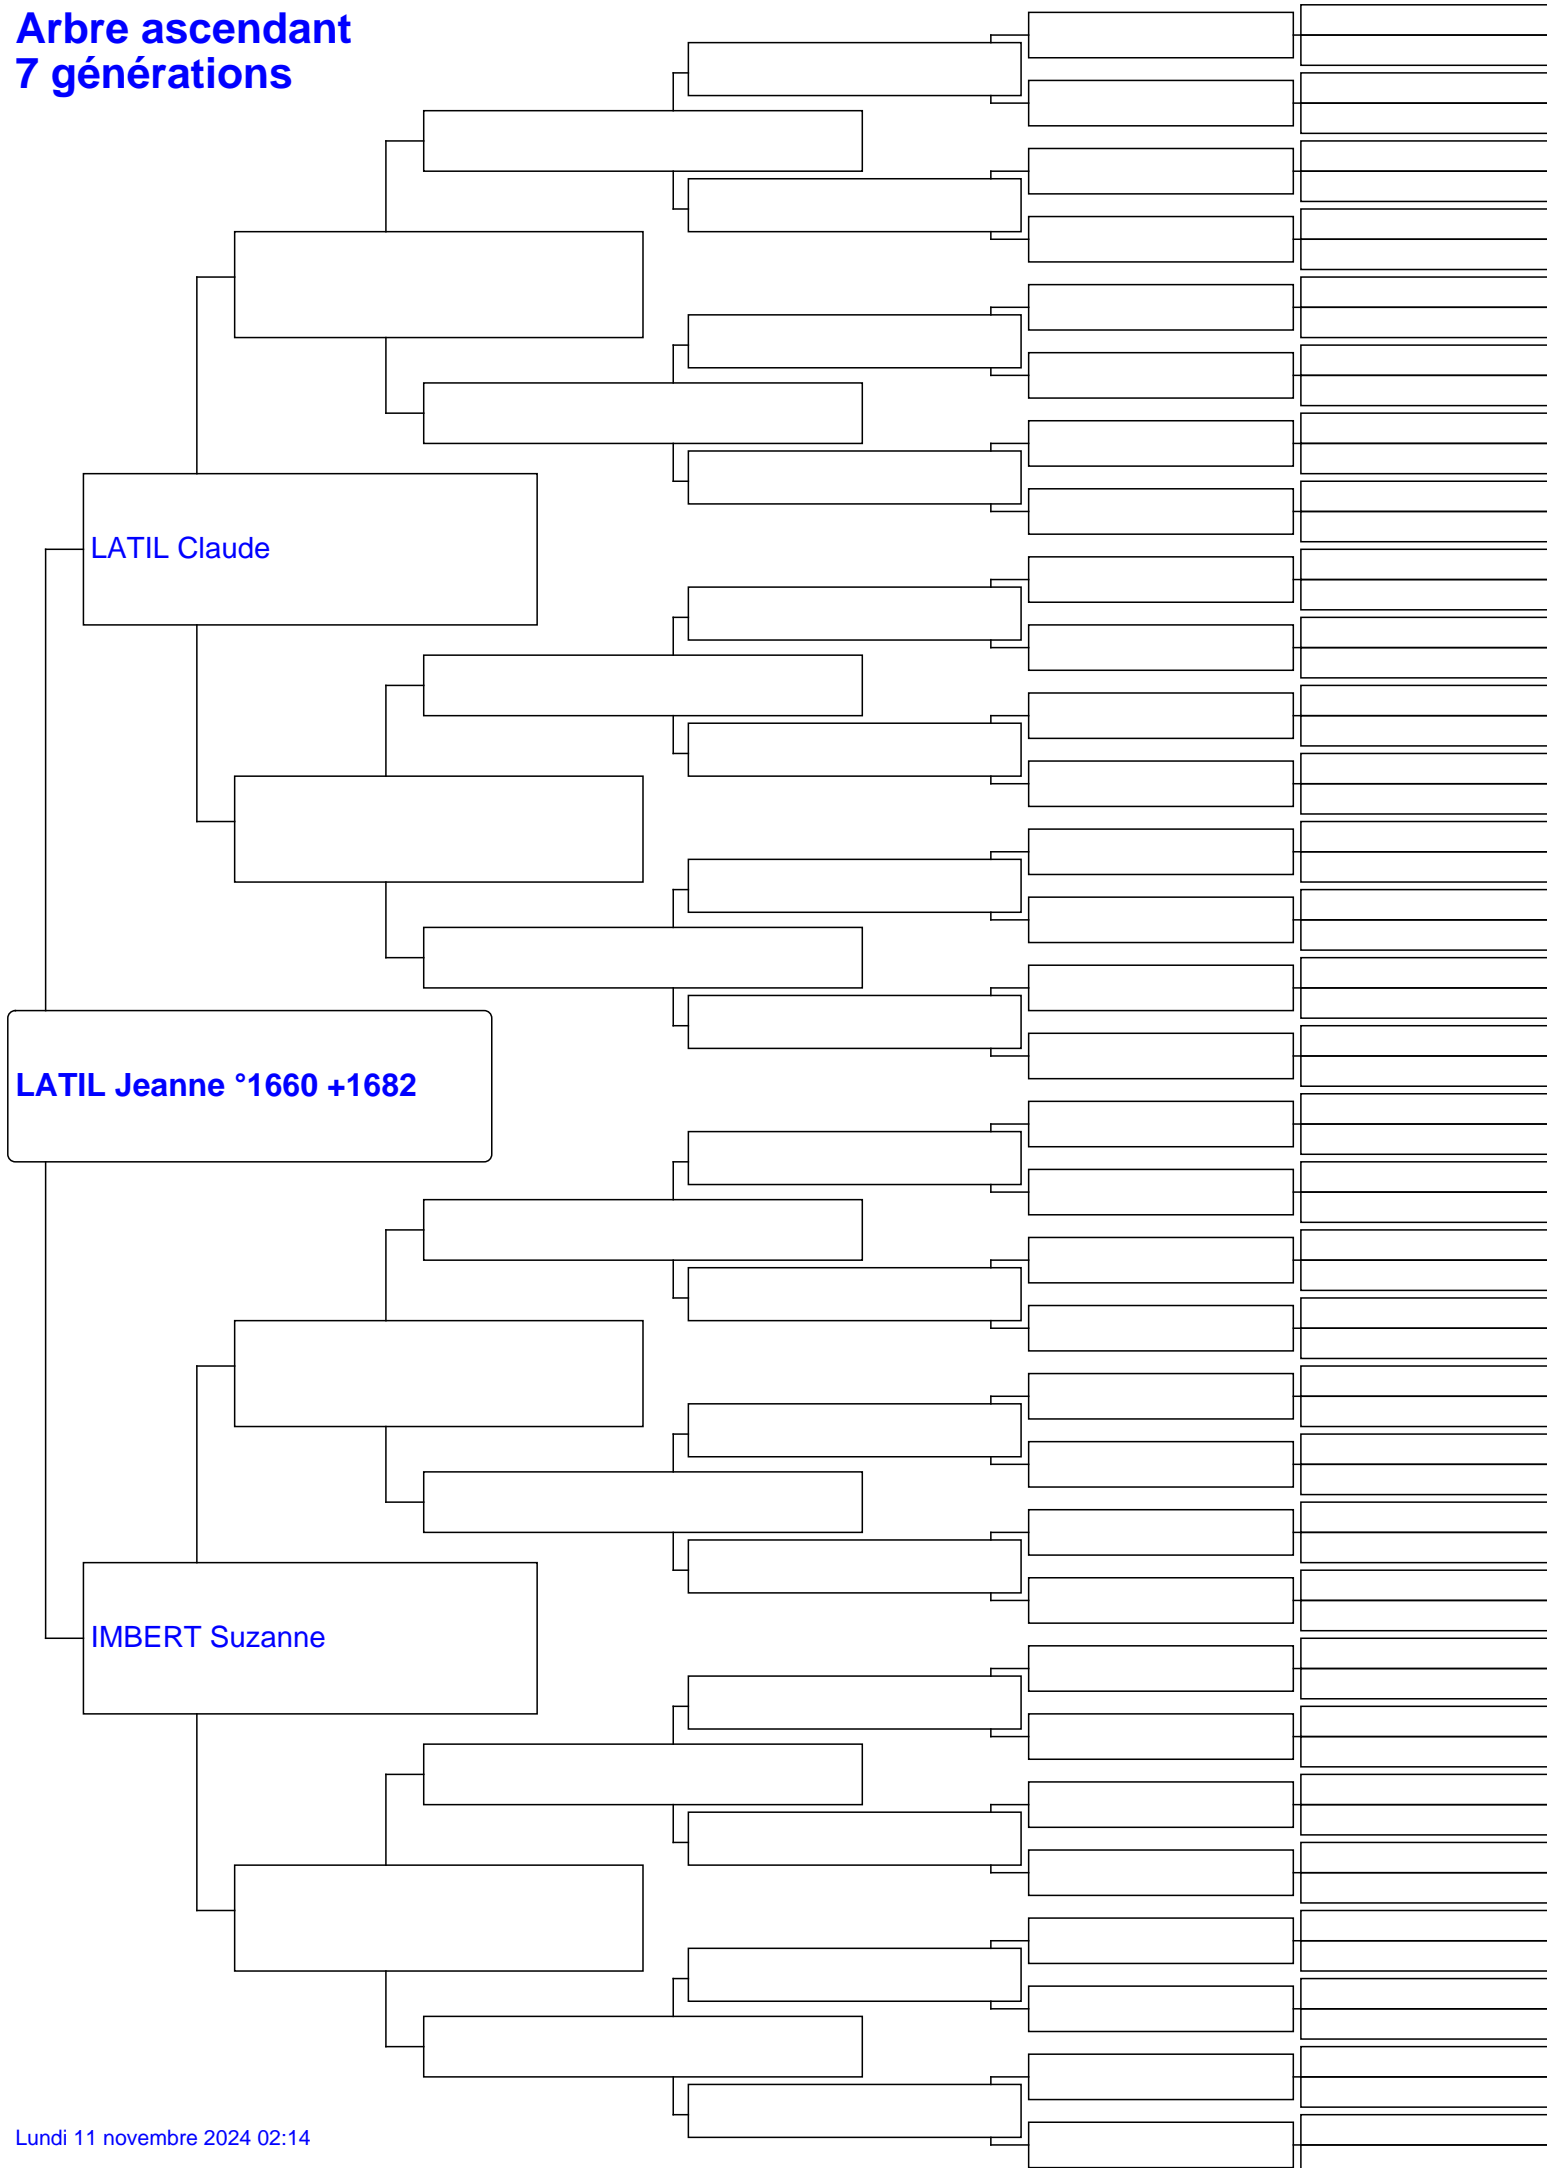 Arbre ascendant
7 générations
LATIL Claude
LATIL Jeanne °1660 +1682
IMBERT Suzanne
Lundi 11 novembre 2024 02:14